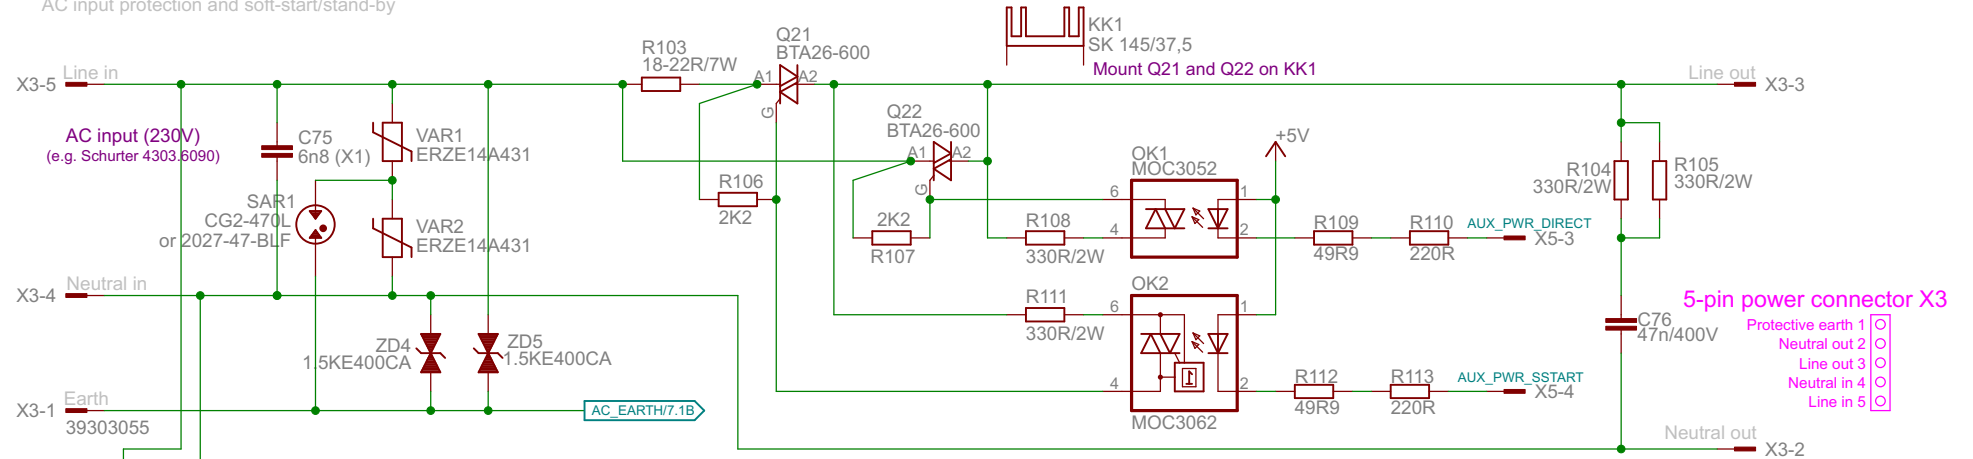 AC input protection and soft-start/stand-by
KK1
SK 145/37,5
Mount Q21 and Q22 on KK1
Q21
BTA26-600
A1
A2
G
R103
18-22R/7W
X3-5
Line in
Line out
X3-3
AC input (230V)
(e.g. Schurter 4303.6090)
C75
6n8 (X1)
VAR1
ERZE14A431
SAR1
CG2-470L
or 2027-47-BLF
VAR2
ERZE14A431
R106
2K2
Q22
BTA26-600
A1
A2
G
2K2
R107
OK1
MOC3052
6
4
1
2
+5V
R108
330R/2W
R109
49R9
R110
220R
AUX_PWR_DIRECT
X5-3
R104
330R/2W
R105
330R/2W
X3-4
Neutral in
ZD4
1.5KE400CA
ZD5
1.5KE400CA
R111
330R/2W
OK2
6
4
1
2
MOC3062
R112
49R9
R113
220R
AUX_PWR_SSTART
X5-4
C76
47n/400V
5-pin power connector X3
Protective earth 1
Neutral out 2
Line out 3
Neutral in 4
Line in 5
X3-1
Earth
39303055
AC_EARTH/7.1B
Neutral out
X3-2